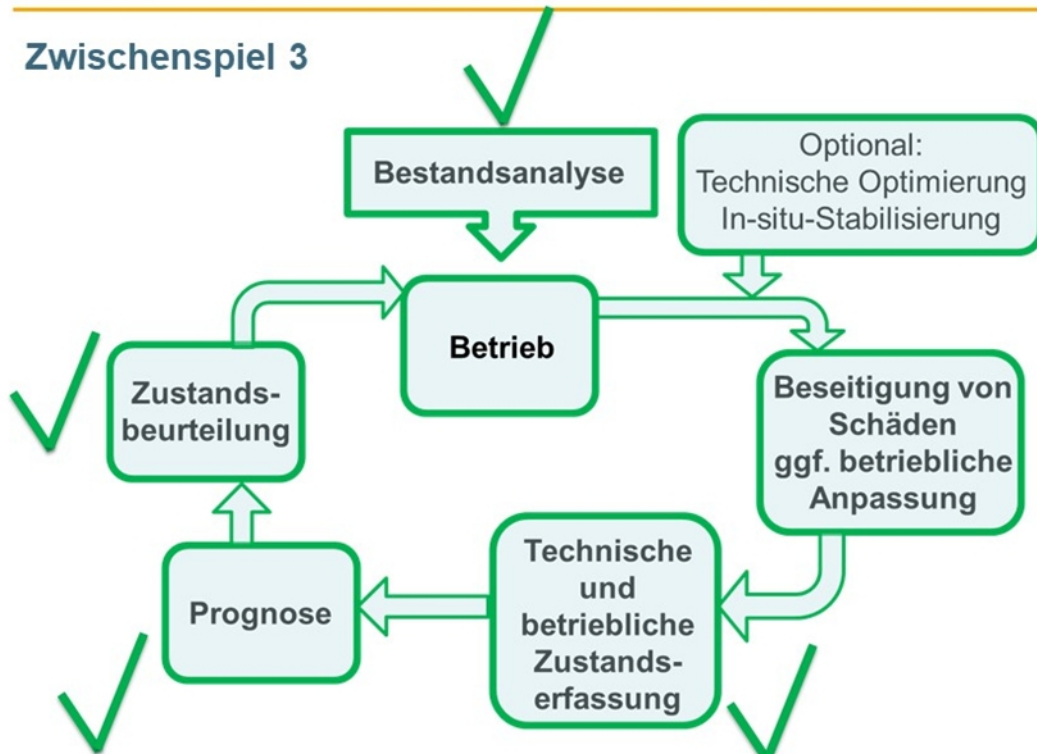 Zwischenspiel 3
Bestandsanalyse
Optional:
Technische Optimierung
In-situ-Stabilisierung
Betrieb
Beseitigung von
Schäden
ggf. betriebliche
Anpassung
Technische
und
betriebliche
Zustands-
erfassung
Prognose
Zustands-
beurteilung